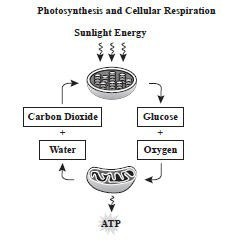 Photosynthesis and Cellular Respiration
Sunlight Energy
Carbon Dioxide
+
Water
Glucose
+
Oxygen
ATP